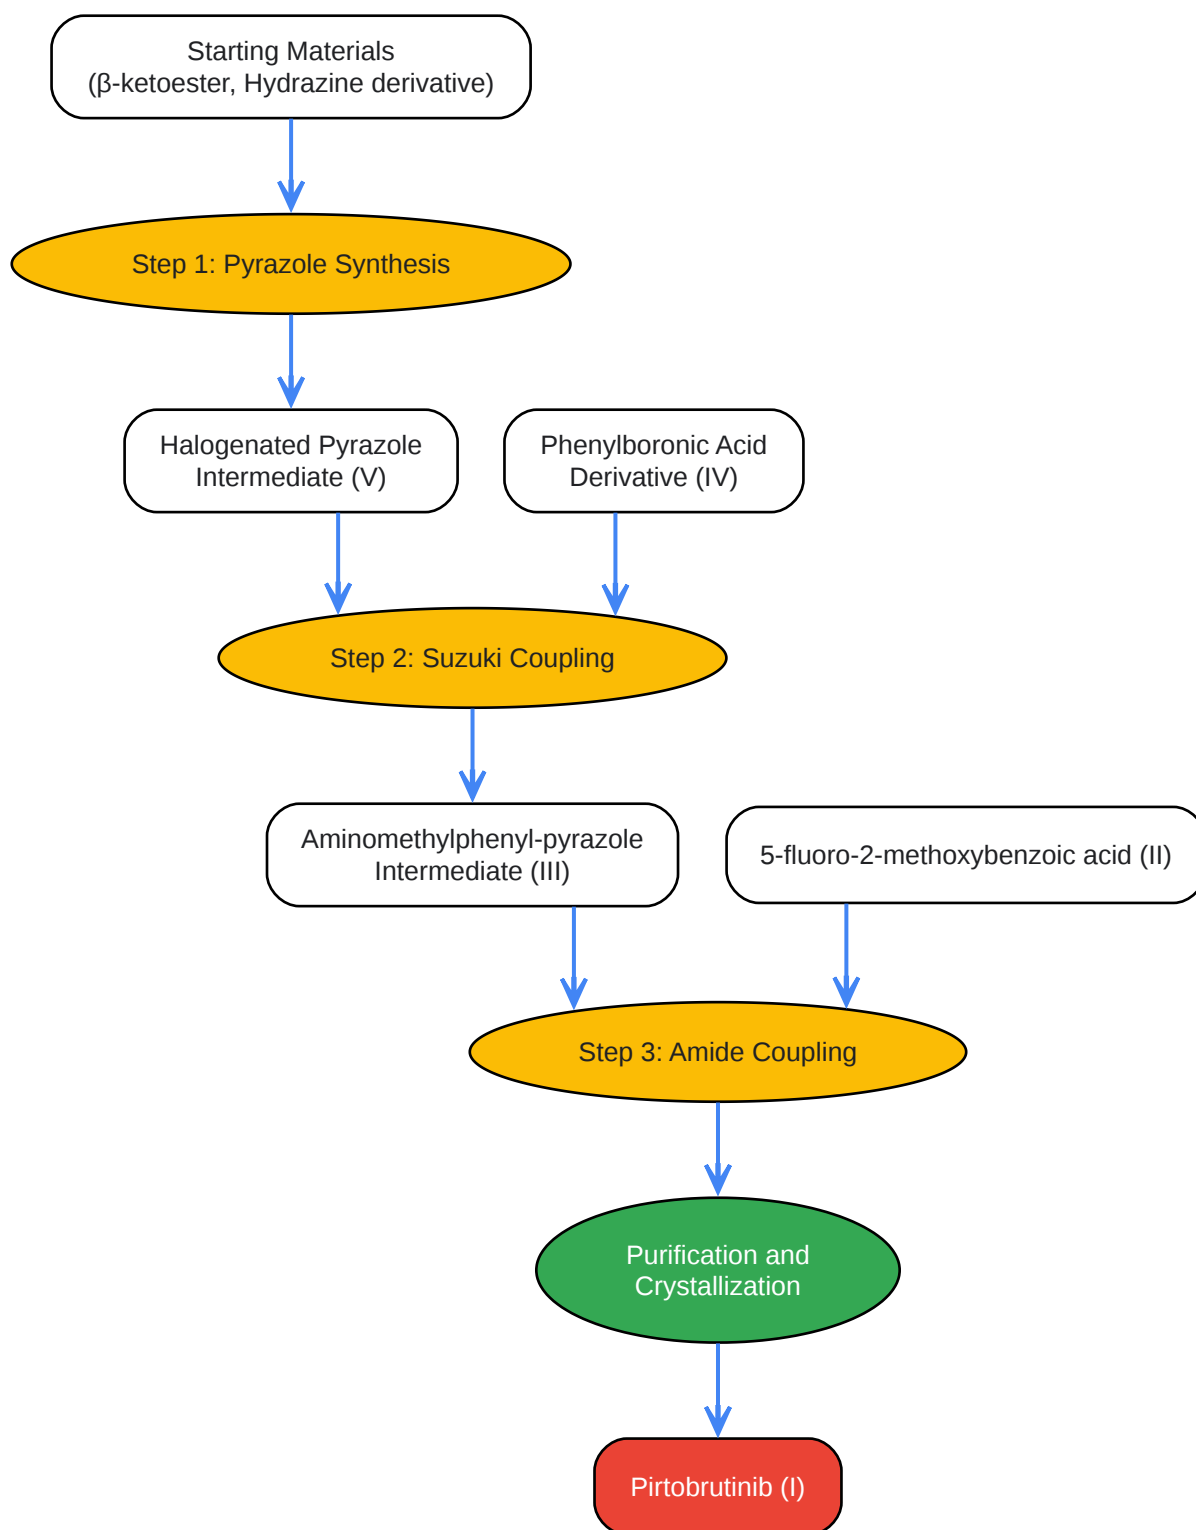 Starting Materials
(β-ketoester, Hydrazine derivative)
Step 1: Pyrazole Synthesis
Halogenated Pyrazole
Intermediate (V)
Phenylboronic Acid
Derivative (IV)
Step 2: Suzuki Coupling
Aminomethylphenyl-pyrazole
Intermediate (III)
5-fluoro-2-methoxybenzoic acid (II)
Step 3: Amide Coupling
Purification and
Crystallization
Pirtobrutinib (I)